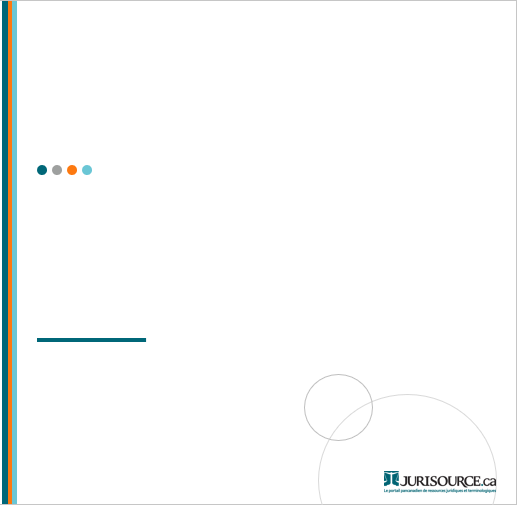 JURISOURCE.ca
Le portail pancanadien de ressources juridiques et terminologiques